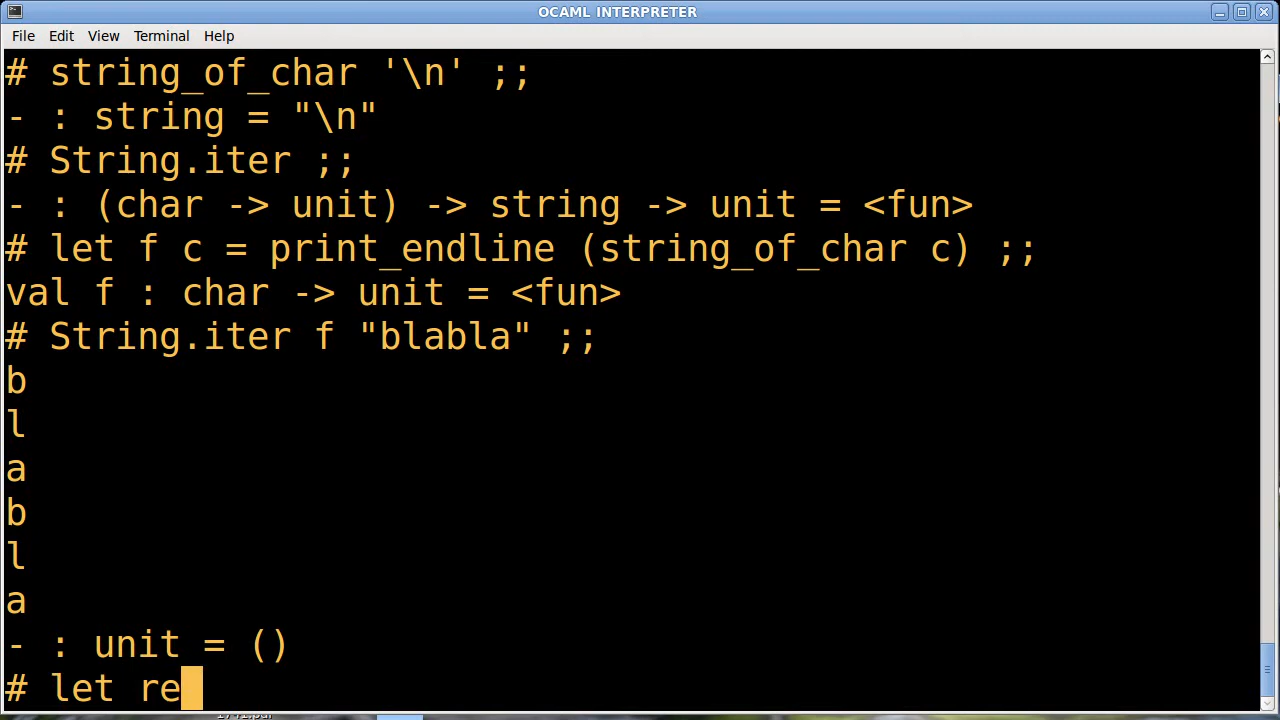 OCAML INTERPRETER
File Edit View Terminal Help
# string_of_char '\n' ;;
- : string = "\n"
# String.iter ;;
- : (char -> unit) -> string -> unit = <fun>
# let f c = print_endline (string_of_char c) ;;
val f : char -> unit = <fun>
# String.iter f "blabla" ;;
b
l
a
b
l
a
- : unit = ()
# let re